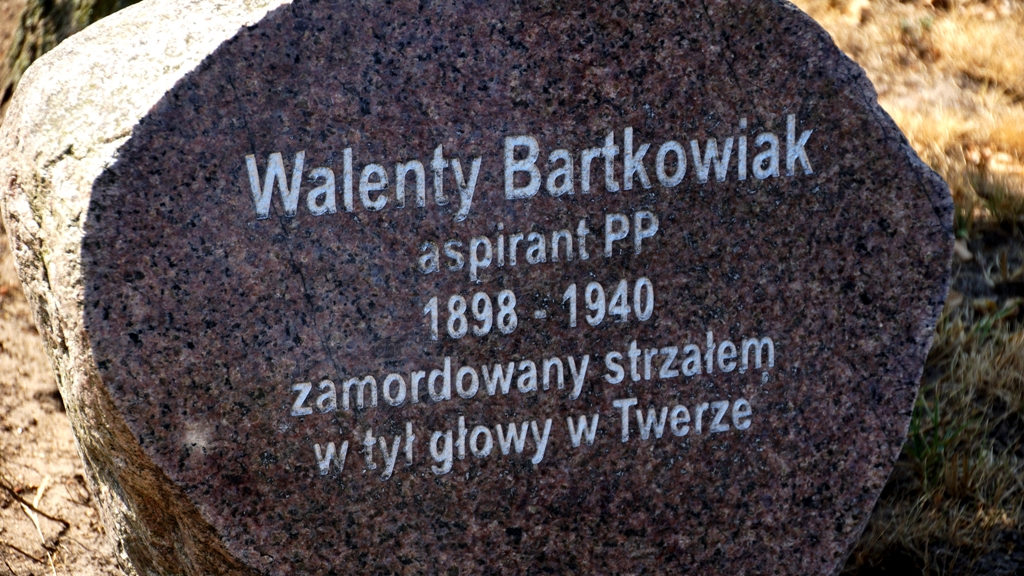 Walenty Bartkowiak
aspirant PP
1898 - 1940
zamordowany strzałem
w tył głowy w Twerze